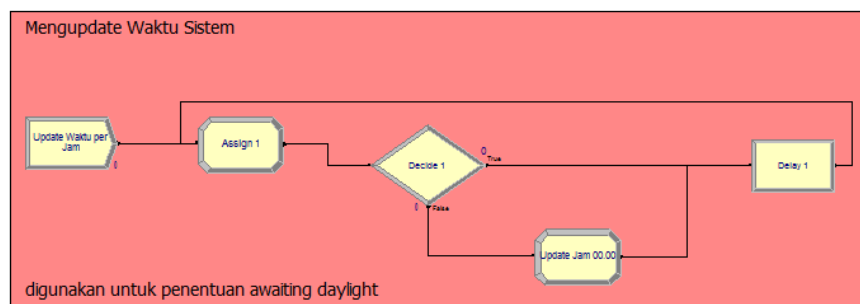 Mengupdate Waktu Sistem
Update Waktu per
Jam
0
Assign 1
Decide 1
0
True
0
False
Delay 1
Update Jam 00.00
digunakan untuk penentuan awaiting daylight